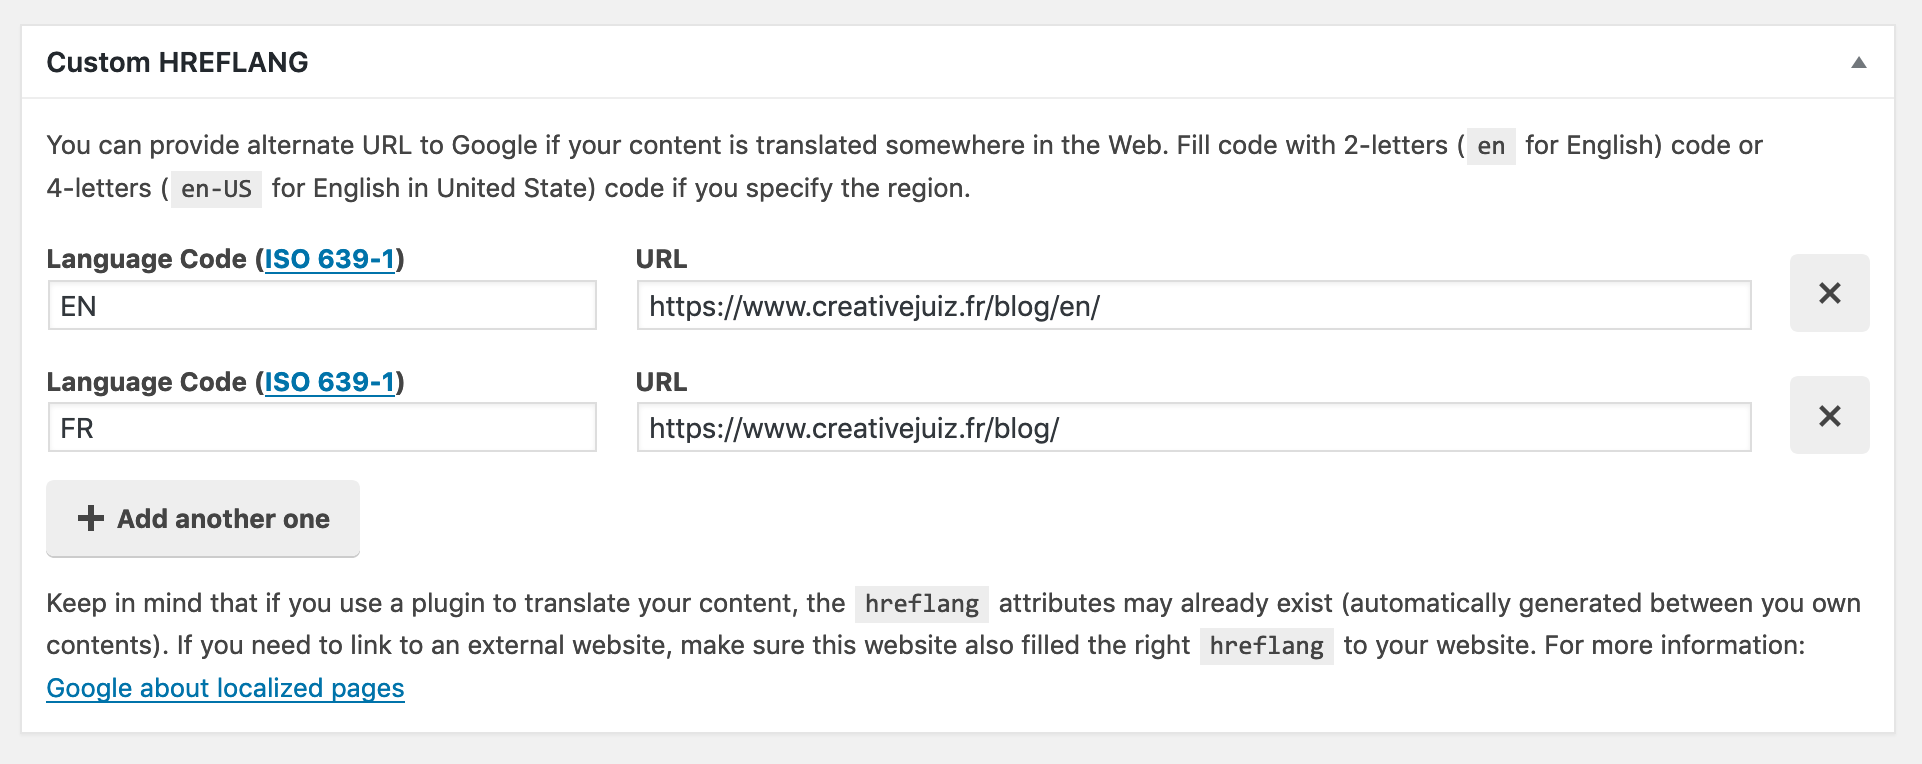 Custom HREFLANG
You can provide alternate URL to Google if your content is translated somewhere in the Web. Fill code with 2-letters ( en for English) code or
4-letters ( en-US for English in United State) code if you specify the region.
Language Code (ISO 639-1) URL
EN https://www.creativejuiz.fr/blog/en/
Language Code (ISO 639-1) URL
FR https://www.creativejuiz.fr/blog/
Add another one
Keep in mind that if you use a plugin to translate your content, the hreflang attributes may already exist (automatically generated between you own
contents). If you need to link to an external website, make sure this website also filled the right hreflang to your website. For more information:
Google about localized pages